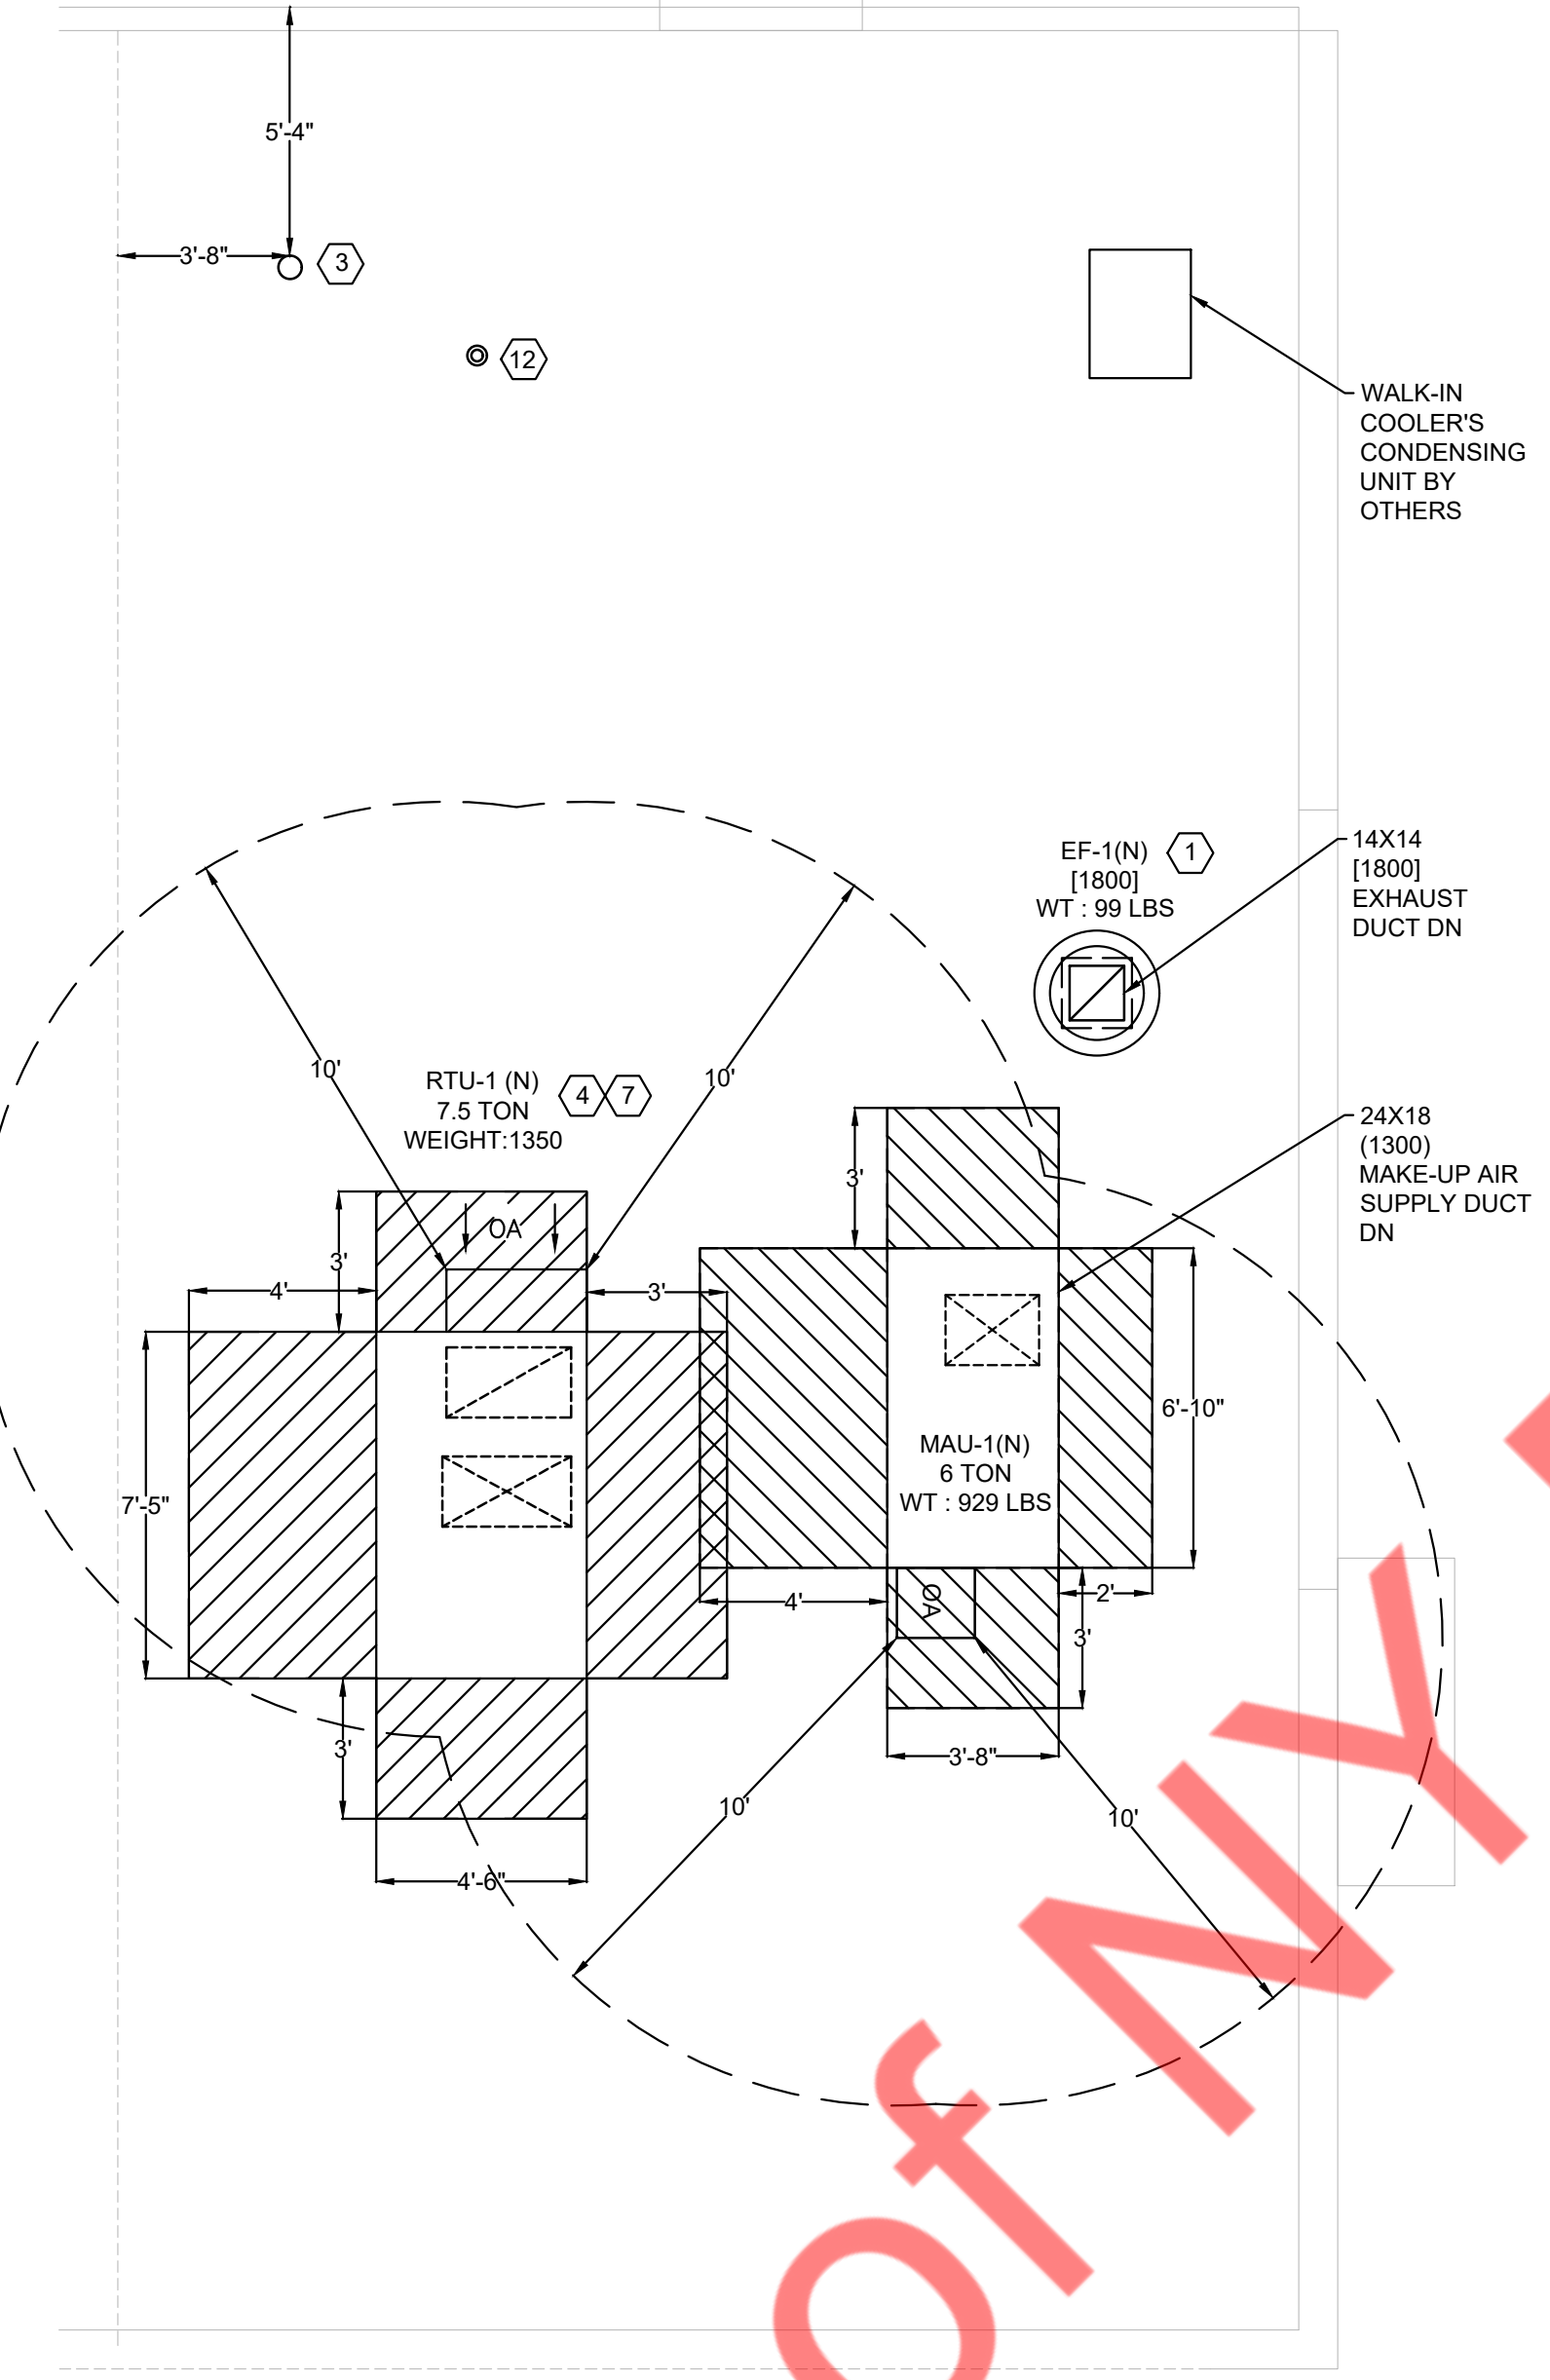 5'-4"
3'-8"
3
12
WALK-IN
COOLER'S
CONDENSING
UNIT BY
OTHERS
EF-1(N)
[1800]
WT : 99 LBS
1
14X14
[1800]
EXHAUST
DUCT DN
10'
10'
RTU-1 (N)
7.5 TON
WEIGHT:1350
4
7
24X18
(1300)
MAKE-UP AIR
SUPPLY DUCT
DN
3'
OA
3'
4'
3'
6'-10"
MAU-1(N)
6 TON
WT : 929 LBS
7'-5"
4'
OA
2'
3'
3'
3'-8"
10'
10'
4'-6"
of NY